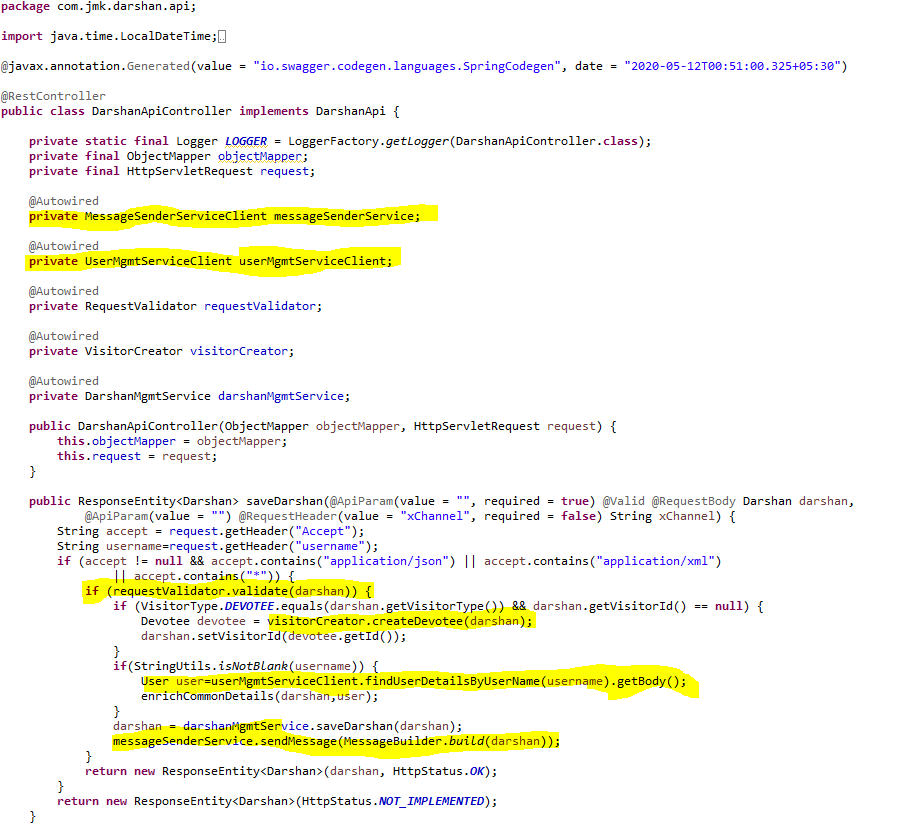 package com.jmk.darshan.api;
import java.time.LocalDateTime;
@javax.annotation.Generated(value = "io.swagger.codegen.languages.SpringCodegen", date = "2020-05-12T00:51:00.325+05:30")
@RestController
public class DarshanApiController implements DarshanApi {
private static final Logger LOGGER = LoggerFactory.getLogger(DarshanApiController.class);
private final ObjectMapper objectMapper;
private final HttpServletRequest request;
@Autowired
private MessageSenderServiceClient messageSenderService;
@Autowired
private UserMgmtServiceClient userMgmtServiceClient;
@Autowired
private RequestValidator requestValidator;
@Autowired
private VisitorCreator visitorCreator;
@Autowired
private DarshanMgmtService darshanMgmtService;
public DarshanApiController(ObjectMapper objectMapper, HttpServletRequest request) {
this.objectMapper = objectMapper;
this.request = request;
}
public ResponseEntity<Darshan> saveDarshan(@ApiParam(value = "", required = true) @Valid @RequestBody Darshan darshan,
@ApiParam(value = "") @RequestHeader(value = "xChannel", required = false) String xChannel) {
String accept = request.getHeader("Accept");
String username=request.getHeader("username");
if (accept != null && accept.contains("application/json") || accept.contains("application/xml")
|| accept.contains("*")) {
if (requestValidator.validate(darshan)) {
if (VisitorType.DEVOTEE.equals(darshan.getVisitorType()) && darshan.getVisitorId() == null) {
Devotee devotee = visitorCreator.createDevotee(darshan);
darshan.setVisitorId(devotee.getId());
}
if(StringUtils.isNotBlank(username)) {
User user=userMgmtServiceClient.findUserDetailsByUserName(username).getBody();
enrichCommonDetails(darshan,user);
}
darshan = darshanMgmtService.saveDarshan(darshan);
messageSenderService.sendMessage(MessageBuilder.build(darshan));
}
return new ResponseEntity<Darshan>(darshan, HttpStatus.OK);
}
return new ResponseEntity<Darshan>(HttpStatus.NOT_IMPLEMENTED);
}